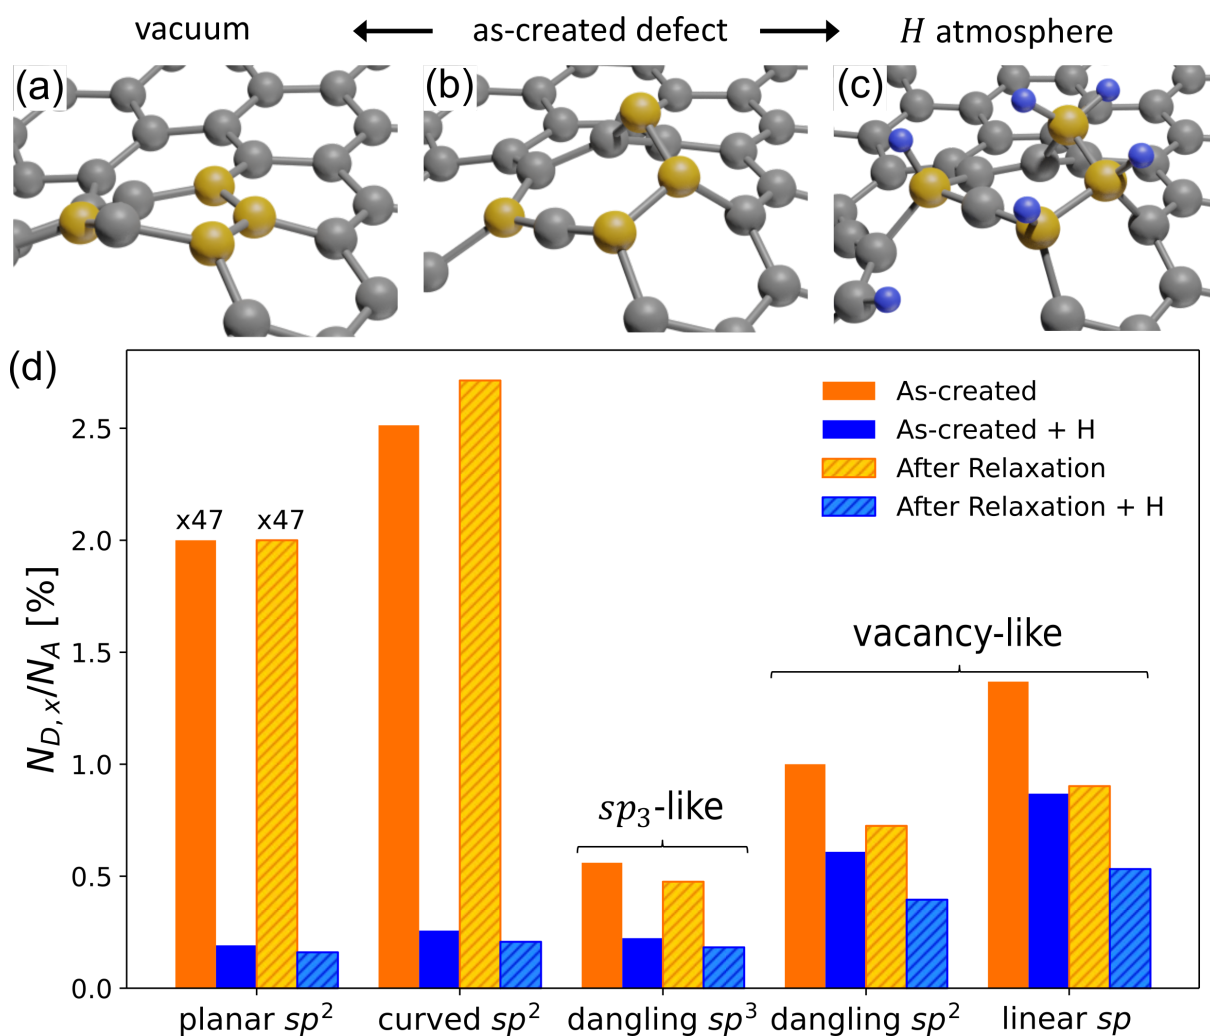 vacuum ← as-created defect → H atmosphere
(a) (b) (c)
(d)
N_{D,x}/N_A [%]
2.5
2.0
1.5
1.0
0.5
0.0
As-created
As-created + H
After Relaxation
After Relaxation + H
x47 x47
vacancy-like
sp₃-like
planar sp² curved sp² dangling sp³ dangling sp² linear sp